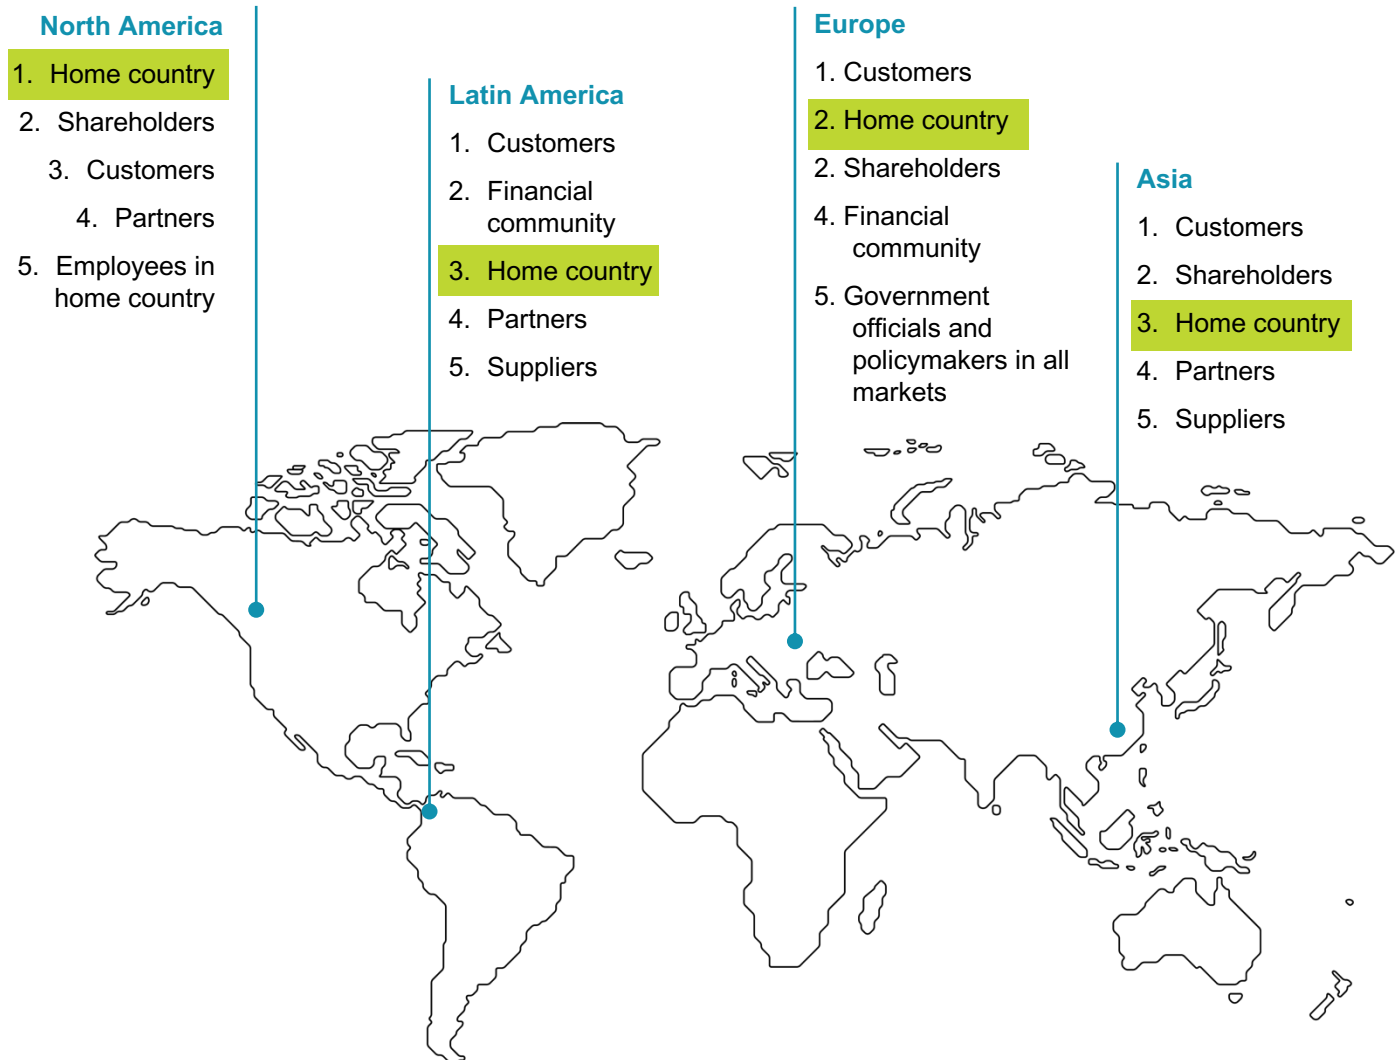 North America
1. Home country
2. Shareholders
3. Customers
4. Partners
5. Employees in
home country
Latin America
1. Customers
2. Financial
community
3. Home country
4. Partners
5. Suppliers
Europe
1. Customers
2. Home country
2. Shareholders
4. Financial
community
5. Government
officials and
policymakers in all
markets
Asia
1. Customers
2. Shareholders
3. Home country
4. Partners
5. Suppliers